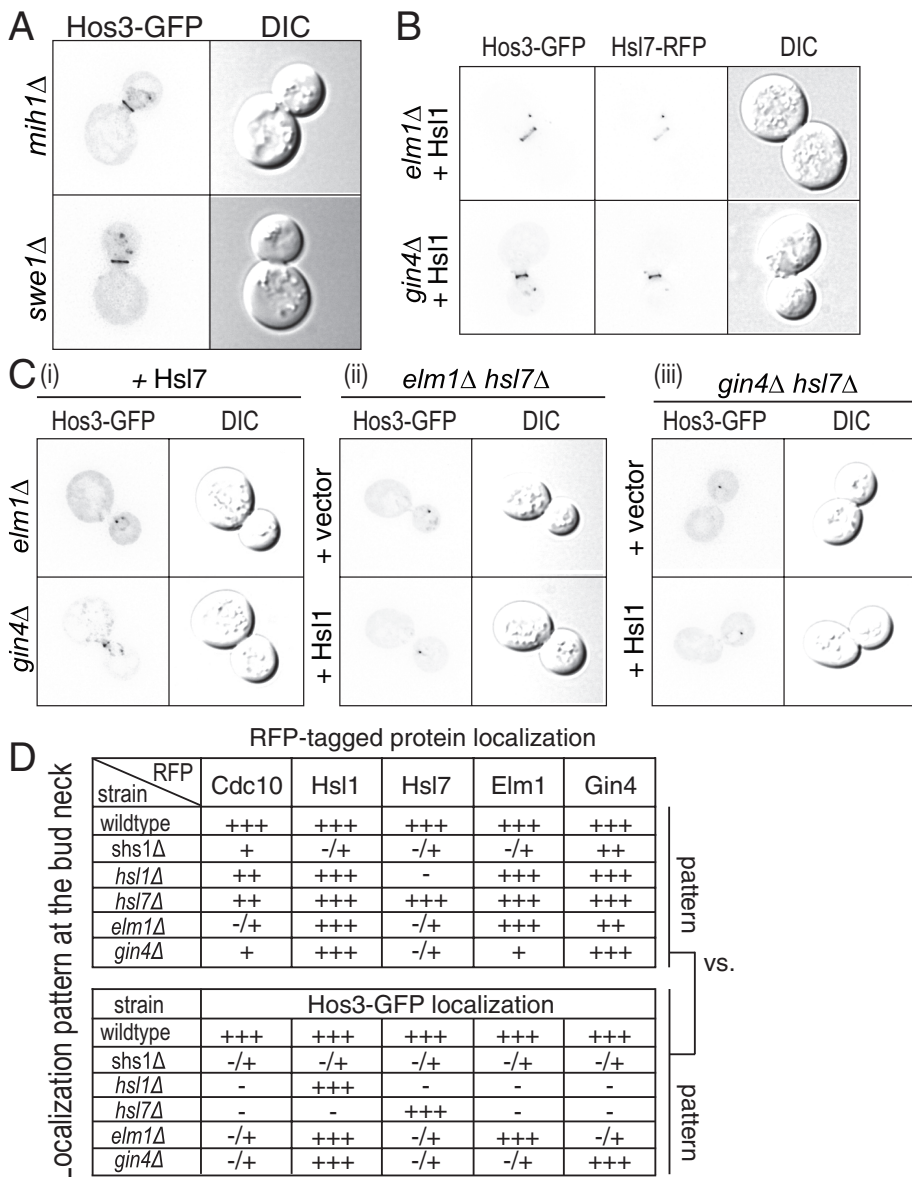 A
Hos3-GFP DIC
mih1Δ
swe1Δ
B
Hos3-GFP Hsl7-RFP DIC
elm1Δ
+ Hsl1
gin4Δ
+ Hsl1
C (i) + Hsl7
Hos3-GFP DIC
elm1Δ
gin4Δ
(ii) elm1Δ hsl7Δ
Hos3-GFP DIC
+ vector
+ Hsl1
(iii) gin4Δ hsl7Δ
Hos3-GFP DIC
+ vector
+ Hsl1
D
RFP-tagged protein localization
Localization pattern at the bud neck
RFP
strain Cdc10 Hsl1 Hsl7 Elm1 Gin4
wildtype +++ +++ +++ +++ +++
shs1Δ + -/+ -/+ -/+ ++
hsl1Δ ++ +++ - +++ +++
hsl7Δ ++ +++ +++ +++ +++
elm1Δ -/+ +++ -/+ +++ ++
gin4Δ + +++ -/+ + +++
pattern
vs.
strain Hos3-GFP localization
wildtype +++ +++ +++ +++ +++
shs1Δ -/+ -/+ -/+ -/+ -/+
hsl1Δ - +++ - - -
hsl7Δ - - +++ - -
elm1Δ -/+ +++ -/+ +++ -/+
gin4Δ -/+ +++ -/+ -/+ +++
pattern